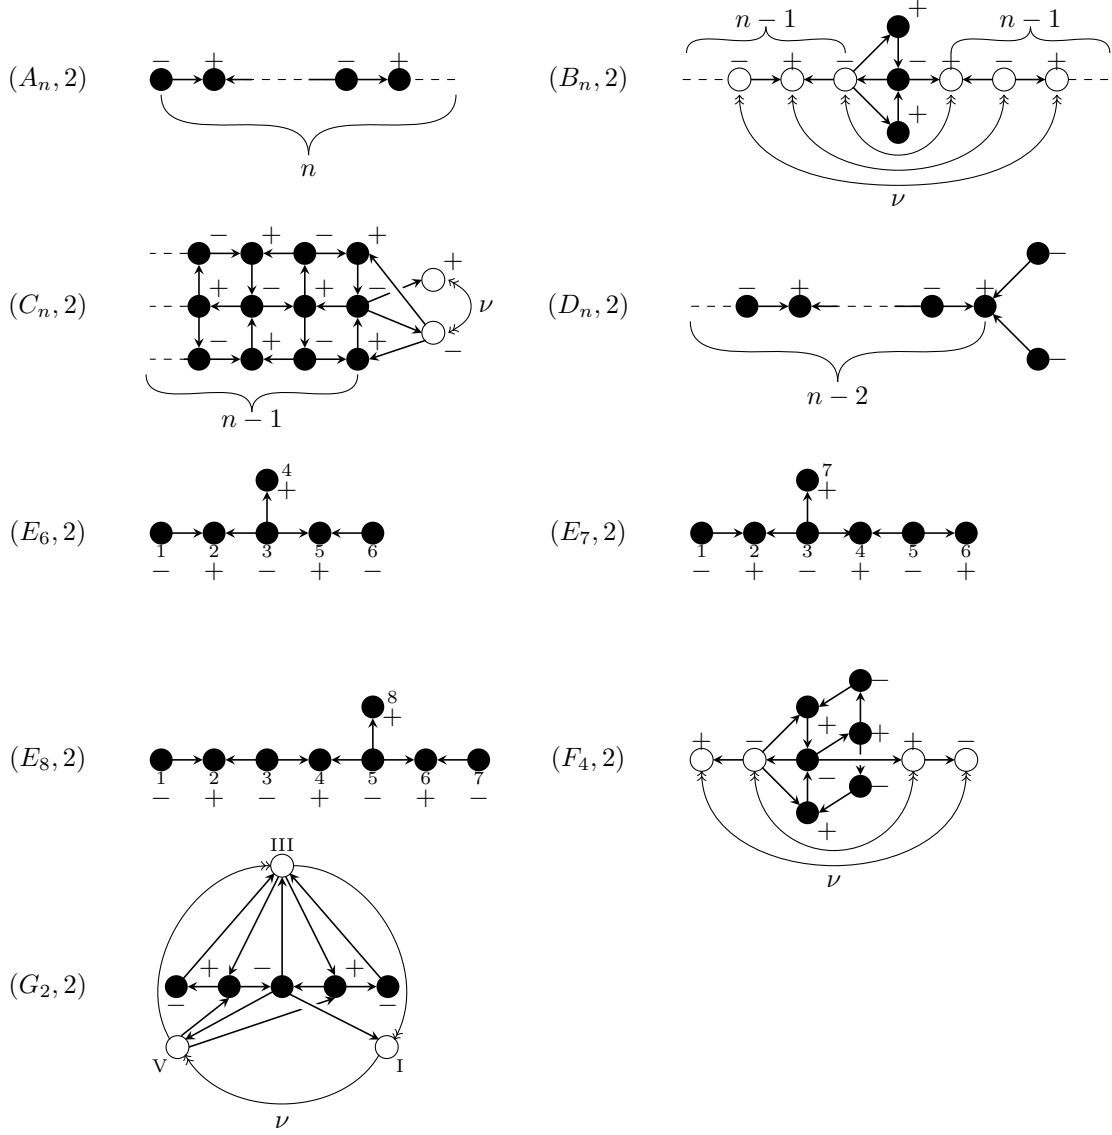 (A_n, 2) − + − + n
(B_n, 2) n − 1 + n − 1 − + − − + − + + ν
(C_n, 2) − + − + + + − + − ν − + − + − n − 1
(D_n, 2) − + − + − − n − 2
(E_6, 2) 4 + 1 2 3 5 6
− + − + −
(E_7, 2) 7 + 1 2 3 4 5 6
− + − + − +
(E_8, 2) 8 + 1 2 3 4 5 6 7
− + − + − + −
(F_4, 2) − + + + − − + − − + ν
(G_2, 2) III + − + − − V I ν